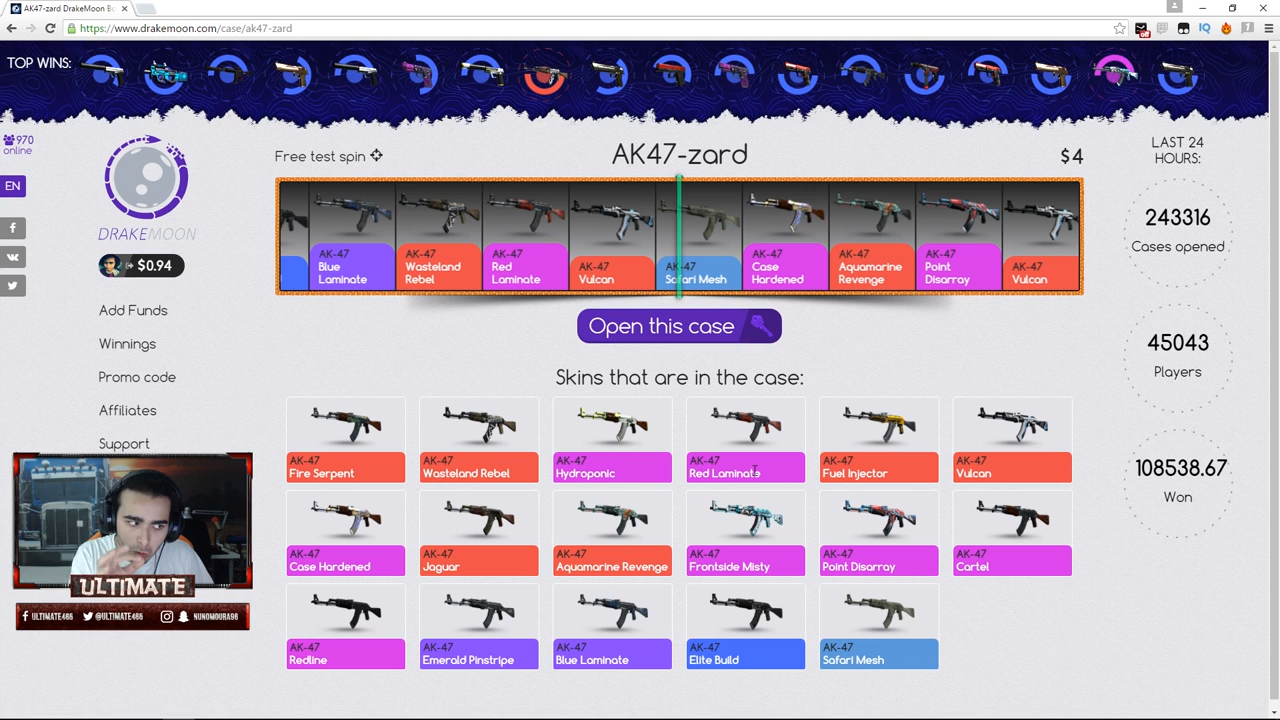 AK47-zard DrakeMoon Bo
https://www.drakemoon.com/case/ak47-zard
off
IQ
TOP WINS:
970
online
EN
DRAKEMOON
$0.94
Add Funds
Winnings
Promo code
Affiliates
Support
Free test spin
AK47-zard
$4
AK-47
Blue
Laminate
AK-47
Wasteland
Rebel
AK-47
Red
Laminate
AK-47
Vulcan
AK-47
Safari Mesh
AK-47
Case
Hardened
AK-47
Aquamarine
Revenge
AK-47
Point
Disarray
AK-47
Vulcan
Open this case
Skins that are in the case:
AK-47
Fire Serpent
AK-47
Wasteland Rebel
AK-47
Hydroponic
AK-47
Red Laminate
AK-47
Fuel Injector
AK-47
Vulcan
AK-47
Case Hardened
AK-47
Jaguar
AK-47
Aquamarine Revenge
AK-47
Frontside Misty
AK-47
Point Disarray
AK-47
Cartel
AK-47
Redline
AK-47
Emerald Pinstripe
AK-47
Blue Laminate
AK-47
Elite Build
AK-47
Safari Mesh
LAST 24
HOURS:
243316
Cases opened
45043
Players
108538.67
Won
ULTIMATE
ULTIMATE466 @ULTIMATE466 NUNOMOURA96